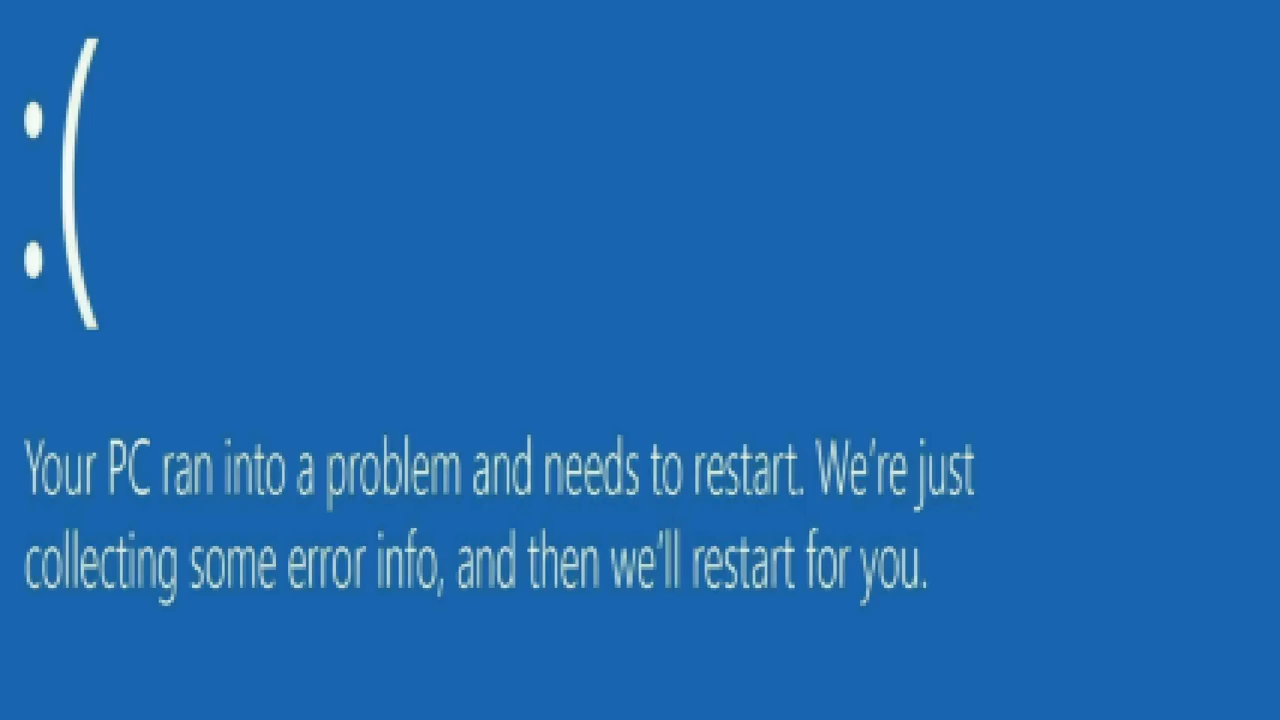 :(
Your PC ran into a problem and needs to restart. We're just
collecting some error info, and then we'll restart for you.